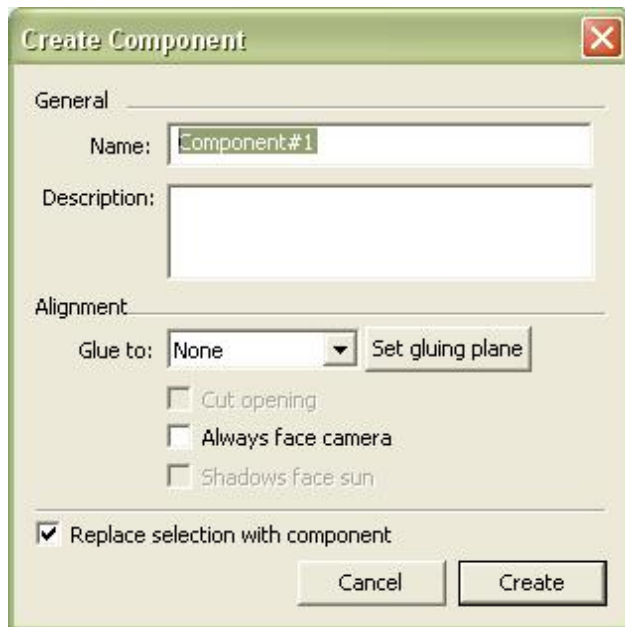 Create Component
General
Name: Component#1
Description:
Alignment
Glue to: None Set gluing plane
Cut opening
Always face camera
Shadows face sun
Replace selection with component
Cancel Create